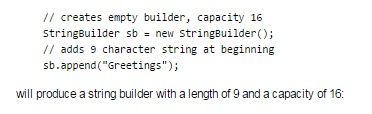 // creates empty builder, capacity 16
StringBuilder sb = new StringBuilder();
// adds 9 character string at beginning
sb.append("Greetings");
will produce a string builder with a length of 9 and a capacity of 16: